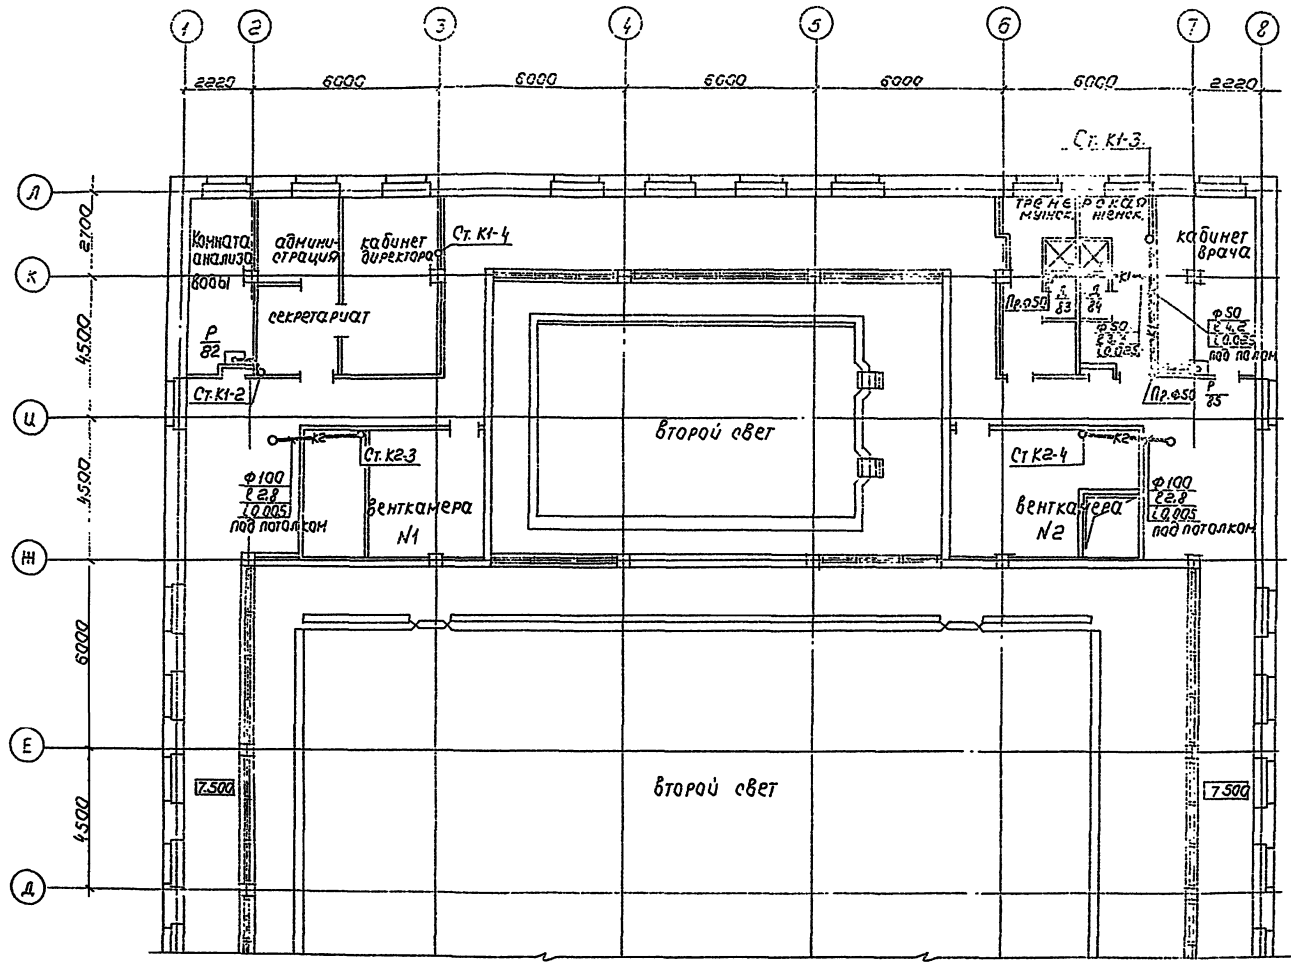 1 2 3 4 5 6 7 8
2220 6000 6000 6000 6000 6000 2220
Ст. К1-3
Л
2700
Комната
анализа
воды
админи-
страция
кабинет
директора
Ст. К1-4
ТРЕНЕРСКАЯ
МУЖСК. ЖЕНСК.
кабинет
врача
К
К1
Пр.ф50
Д
83
Д
84
секретариат
4500
Р
82
ф50
i 0.025
К1
ф50
ℓ 4.2
i 0.025
под полом
Ст. К1-2
Пр.ф50
Р
85
И
К2
Ст. К2-3
второй свет
Ст К2-4
К2
4500
ф100
ℓ 2.8
i 0.005
под потолком
венткамера
N1
венткамера
N2
ф100
ℓ 2.8
i 0.005
под потолком
Ж
6000
Е
7.500
второй свет
7.500
4500
Д